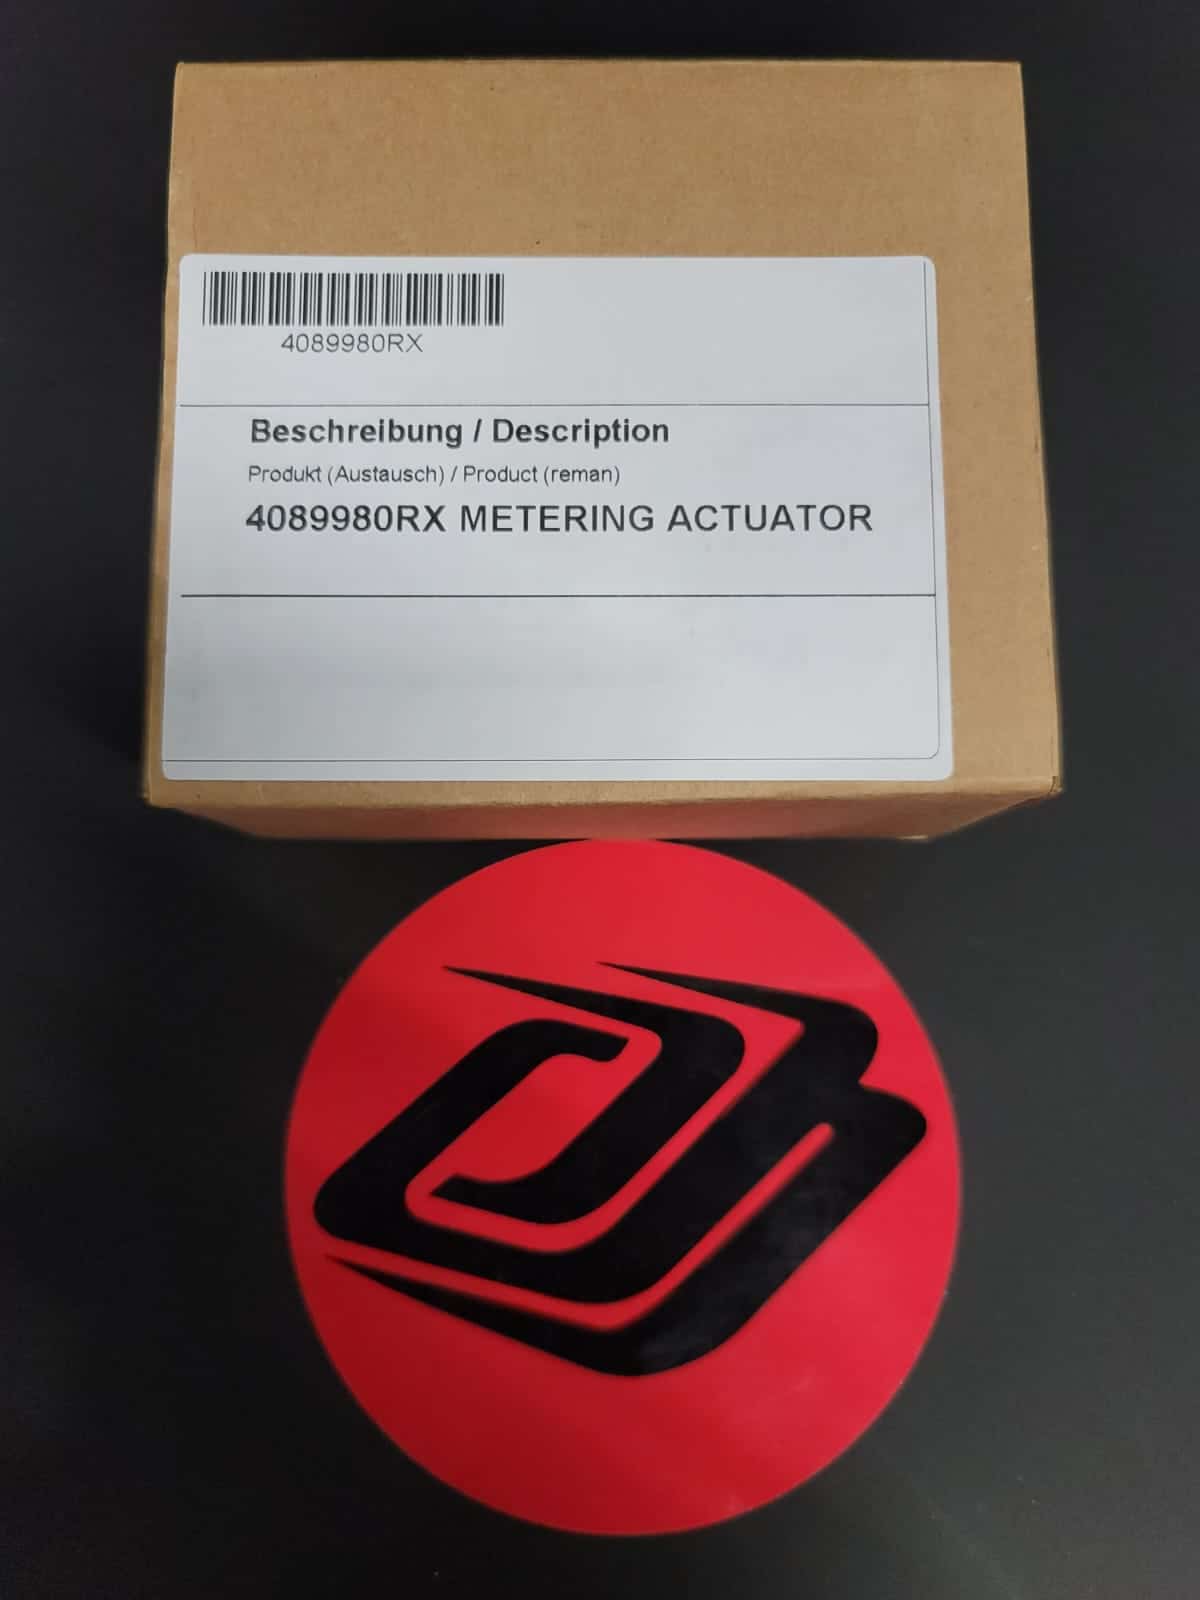 4089980RX
Beschreibung / Description
Produkt (Austausch) / Product (reman)
4089980RX METERING ACTUATOR